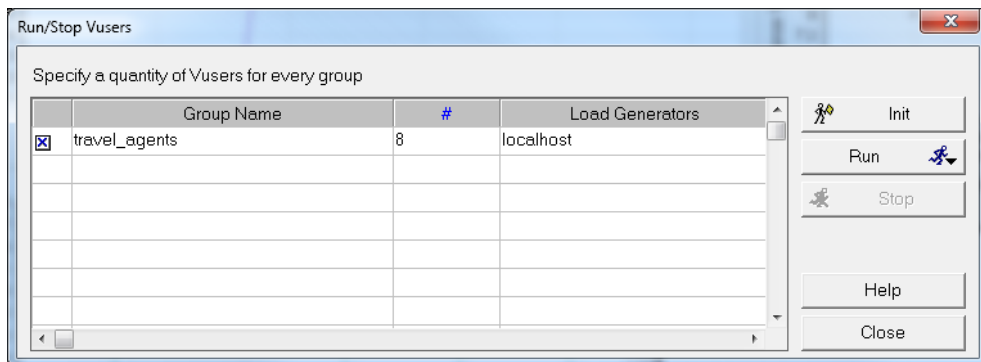 Run/Stop Vusers
Specify a quantity of Vusers for every group
Group Name # Load Generators
travel_agents 8 localhost
Init
Run
Stop
Help
Close